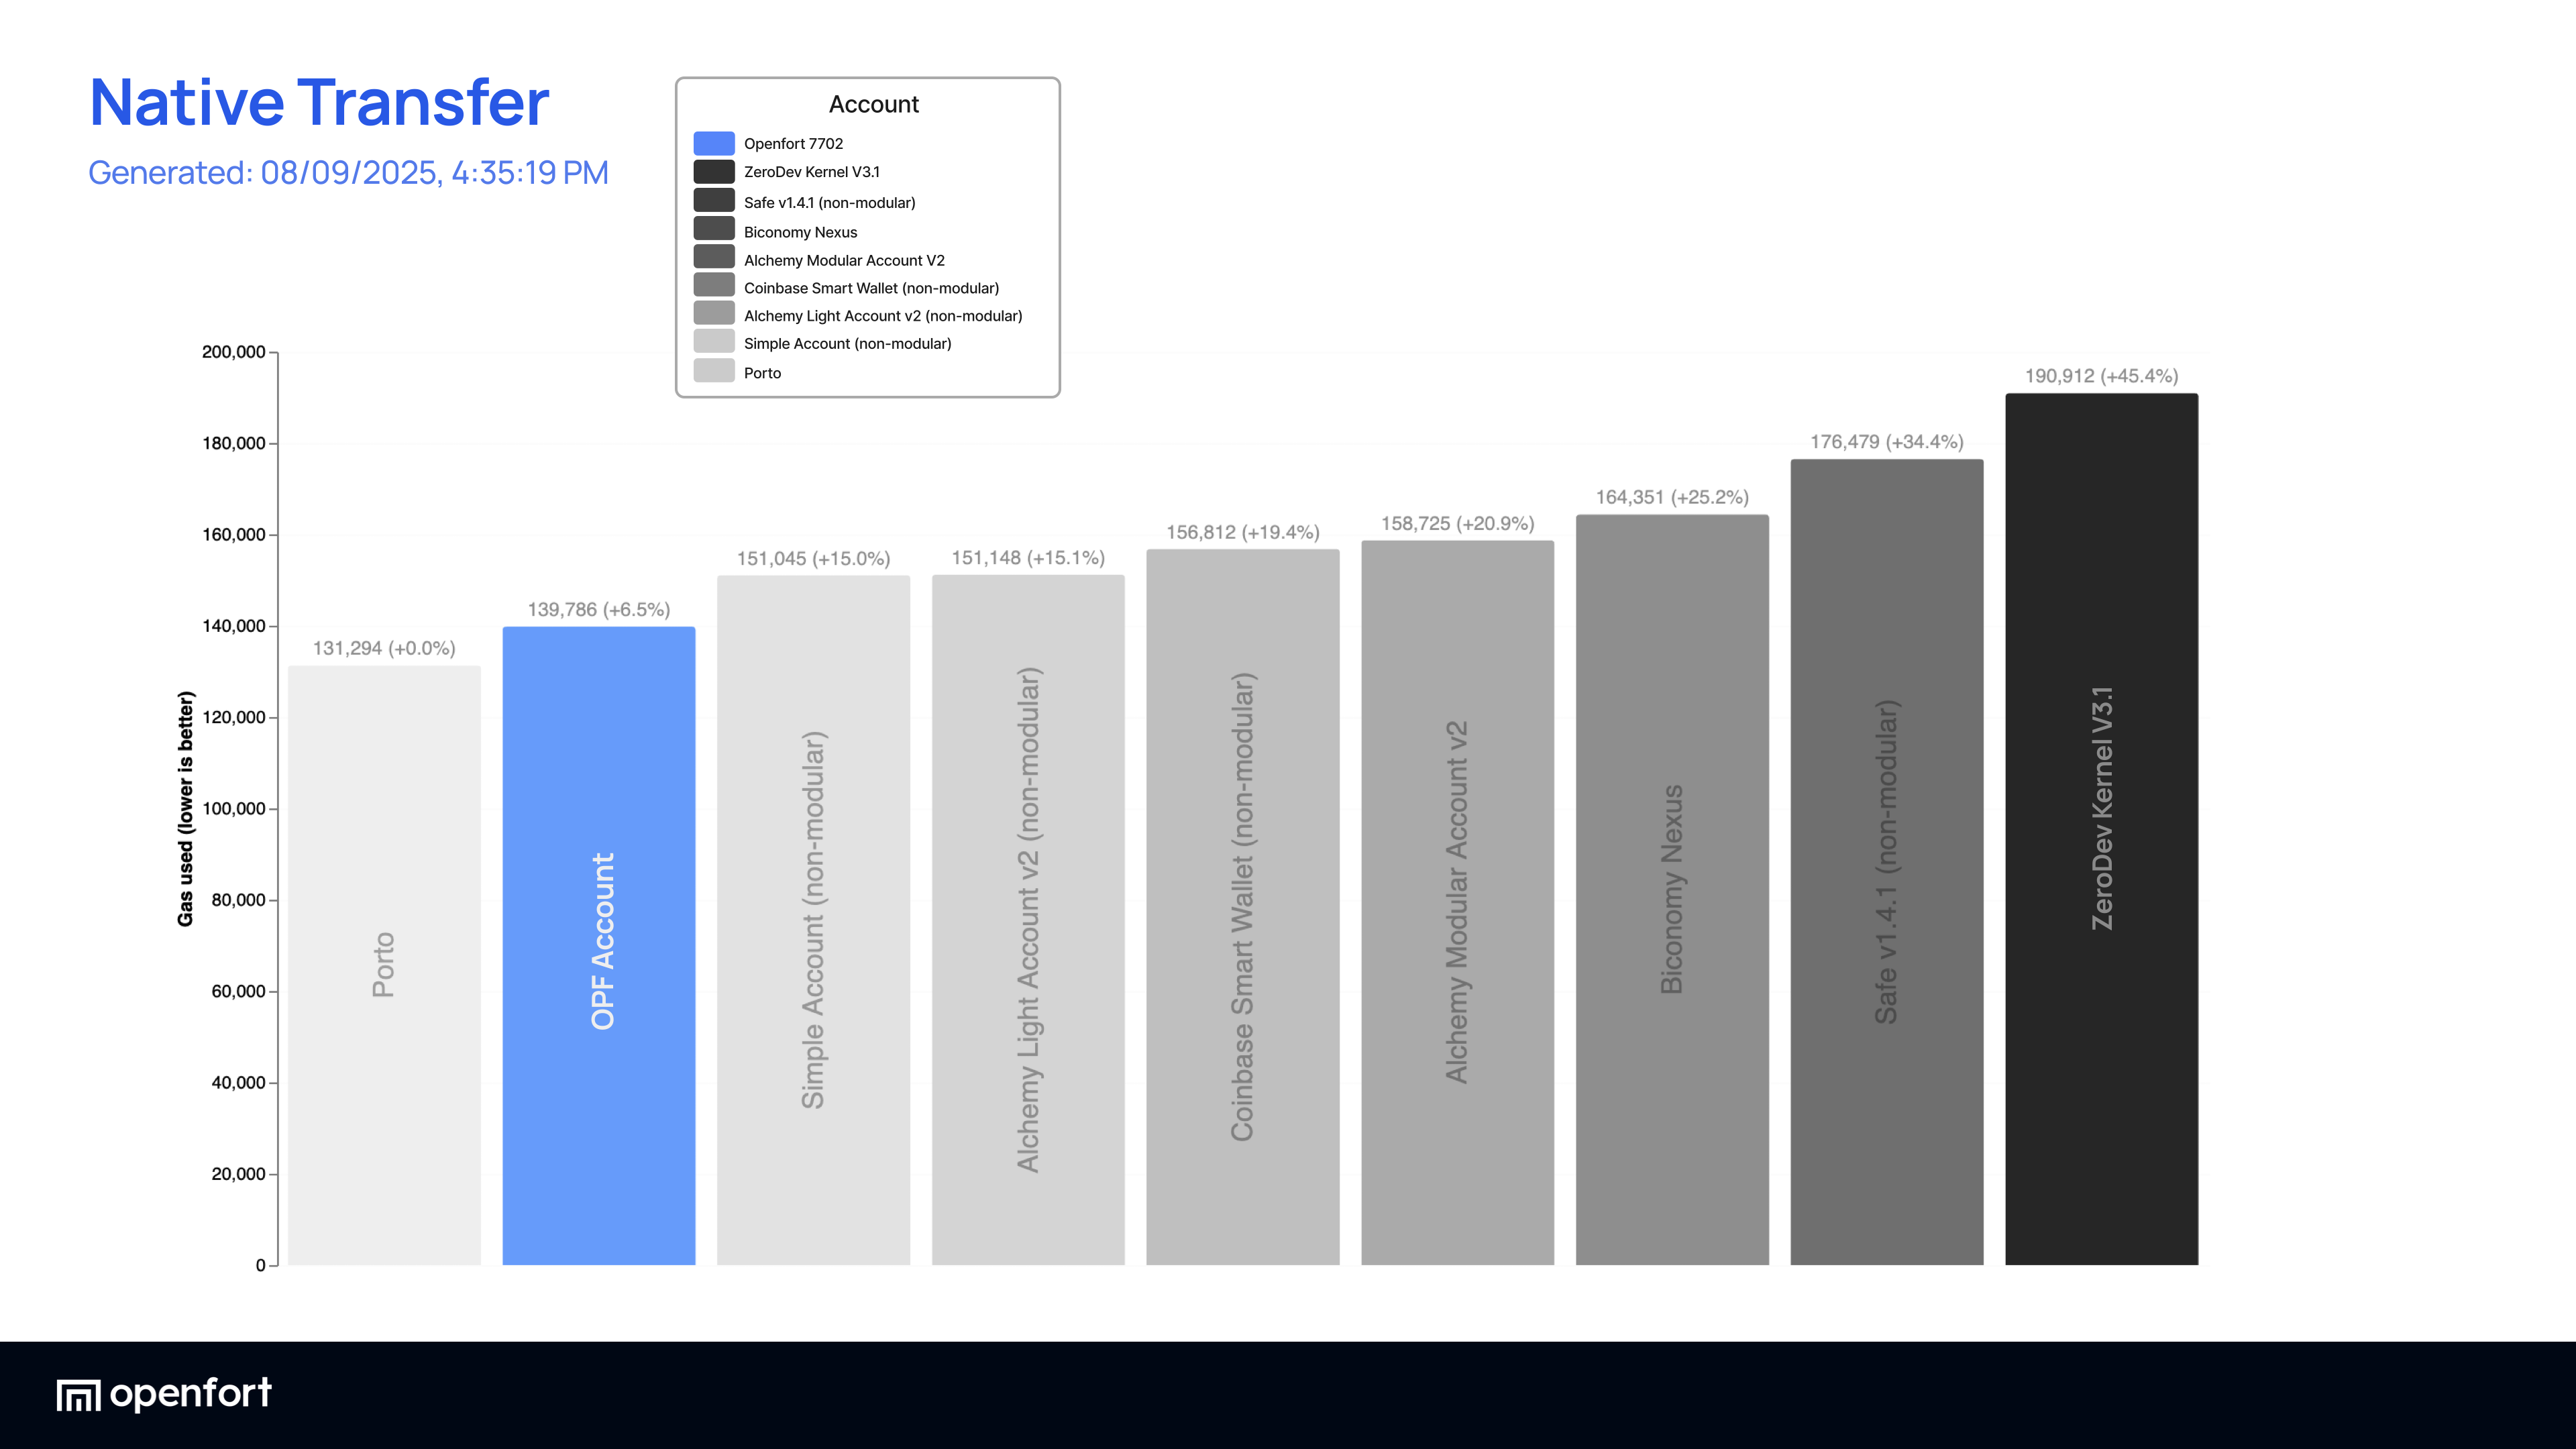 Native Transfer
Generated: 08/09/2025, 4:35:19 PM
Account
Openfort 7702
ZeroDev Kernel V3.1
Safe v1.4.1 (non-modular)
Biconomy Nexus
Alchemy Modular Account V2
Coinbase Smart Wallet (non-modular)
Alchemy Light Account v2 (non-modular)
Simple Account (non-modular)
Porto
Gas used (lower is better)
200,000
180,000
160,000
140,000
120,000
100,000
80,000
60,000
40,000
20,000
0
131,294 (+0.0%)
Porto
139,786 (+6.5%)
OPF Account
151,045 (+15.0%)
Simple Account (non-modular)
151,148 (+15.1%)
Alchemy Light Account v2 (non-modular)
156,812 (+19.4%)
Coinbase Smart Wallet (non-modular)
158,725 (+20.9%)
Alchemy Modular Account v2
164,351 (+25.2%)
Biconomy Nexus
176,479 (+34.4%)
Safe v1.4.1 (non-modular)
190,912 (+45.4%)
ZeroDev Kernel V3.1
openfort